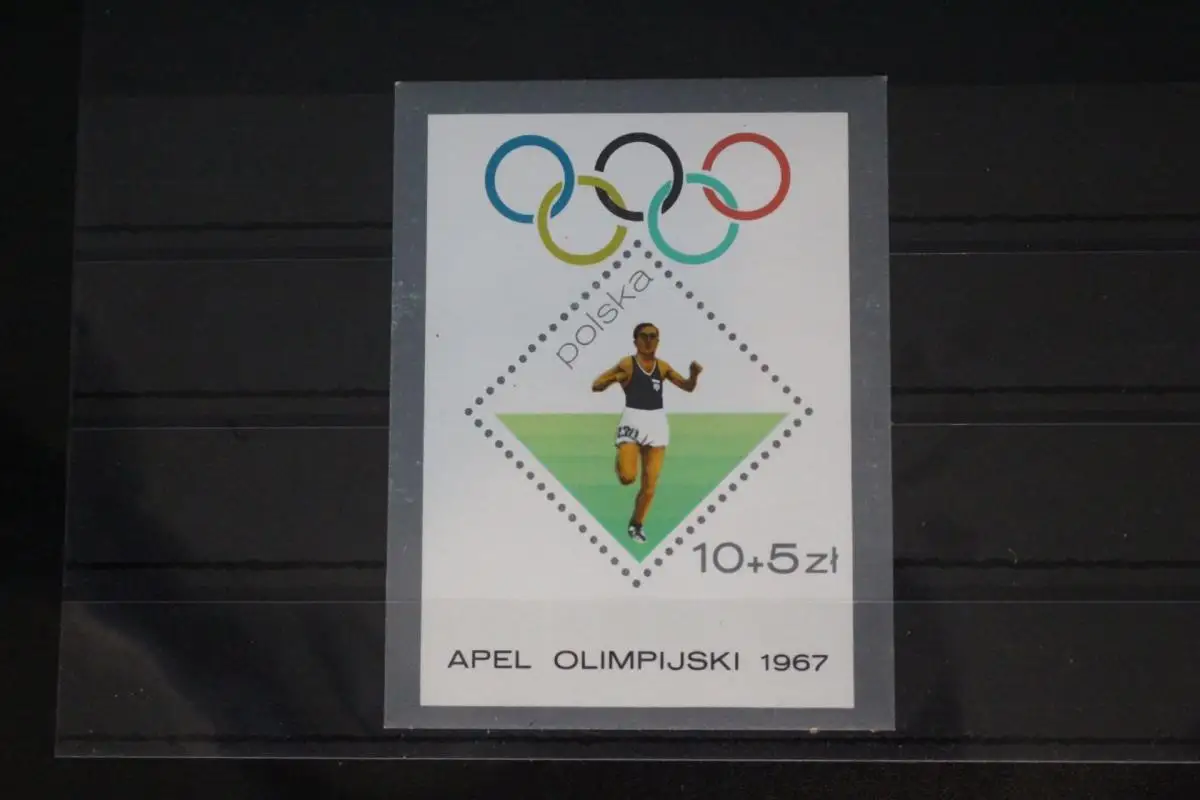 polska
10+5 zł
APEL OLIMPIJSKI 1967